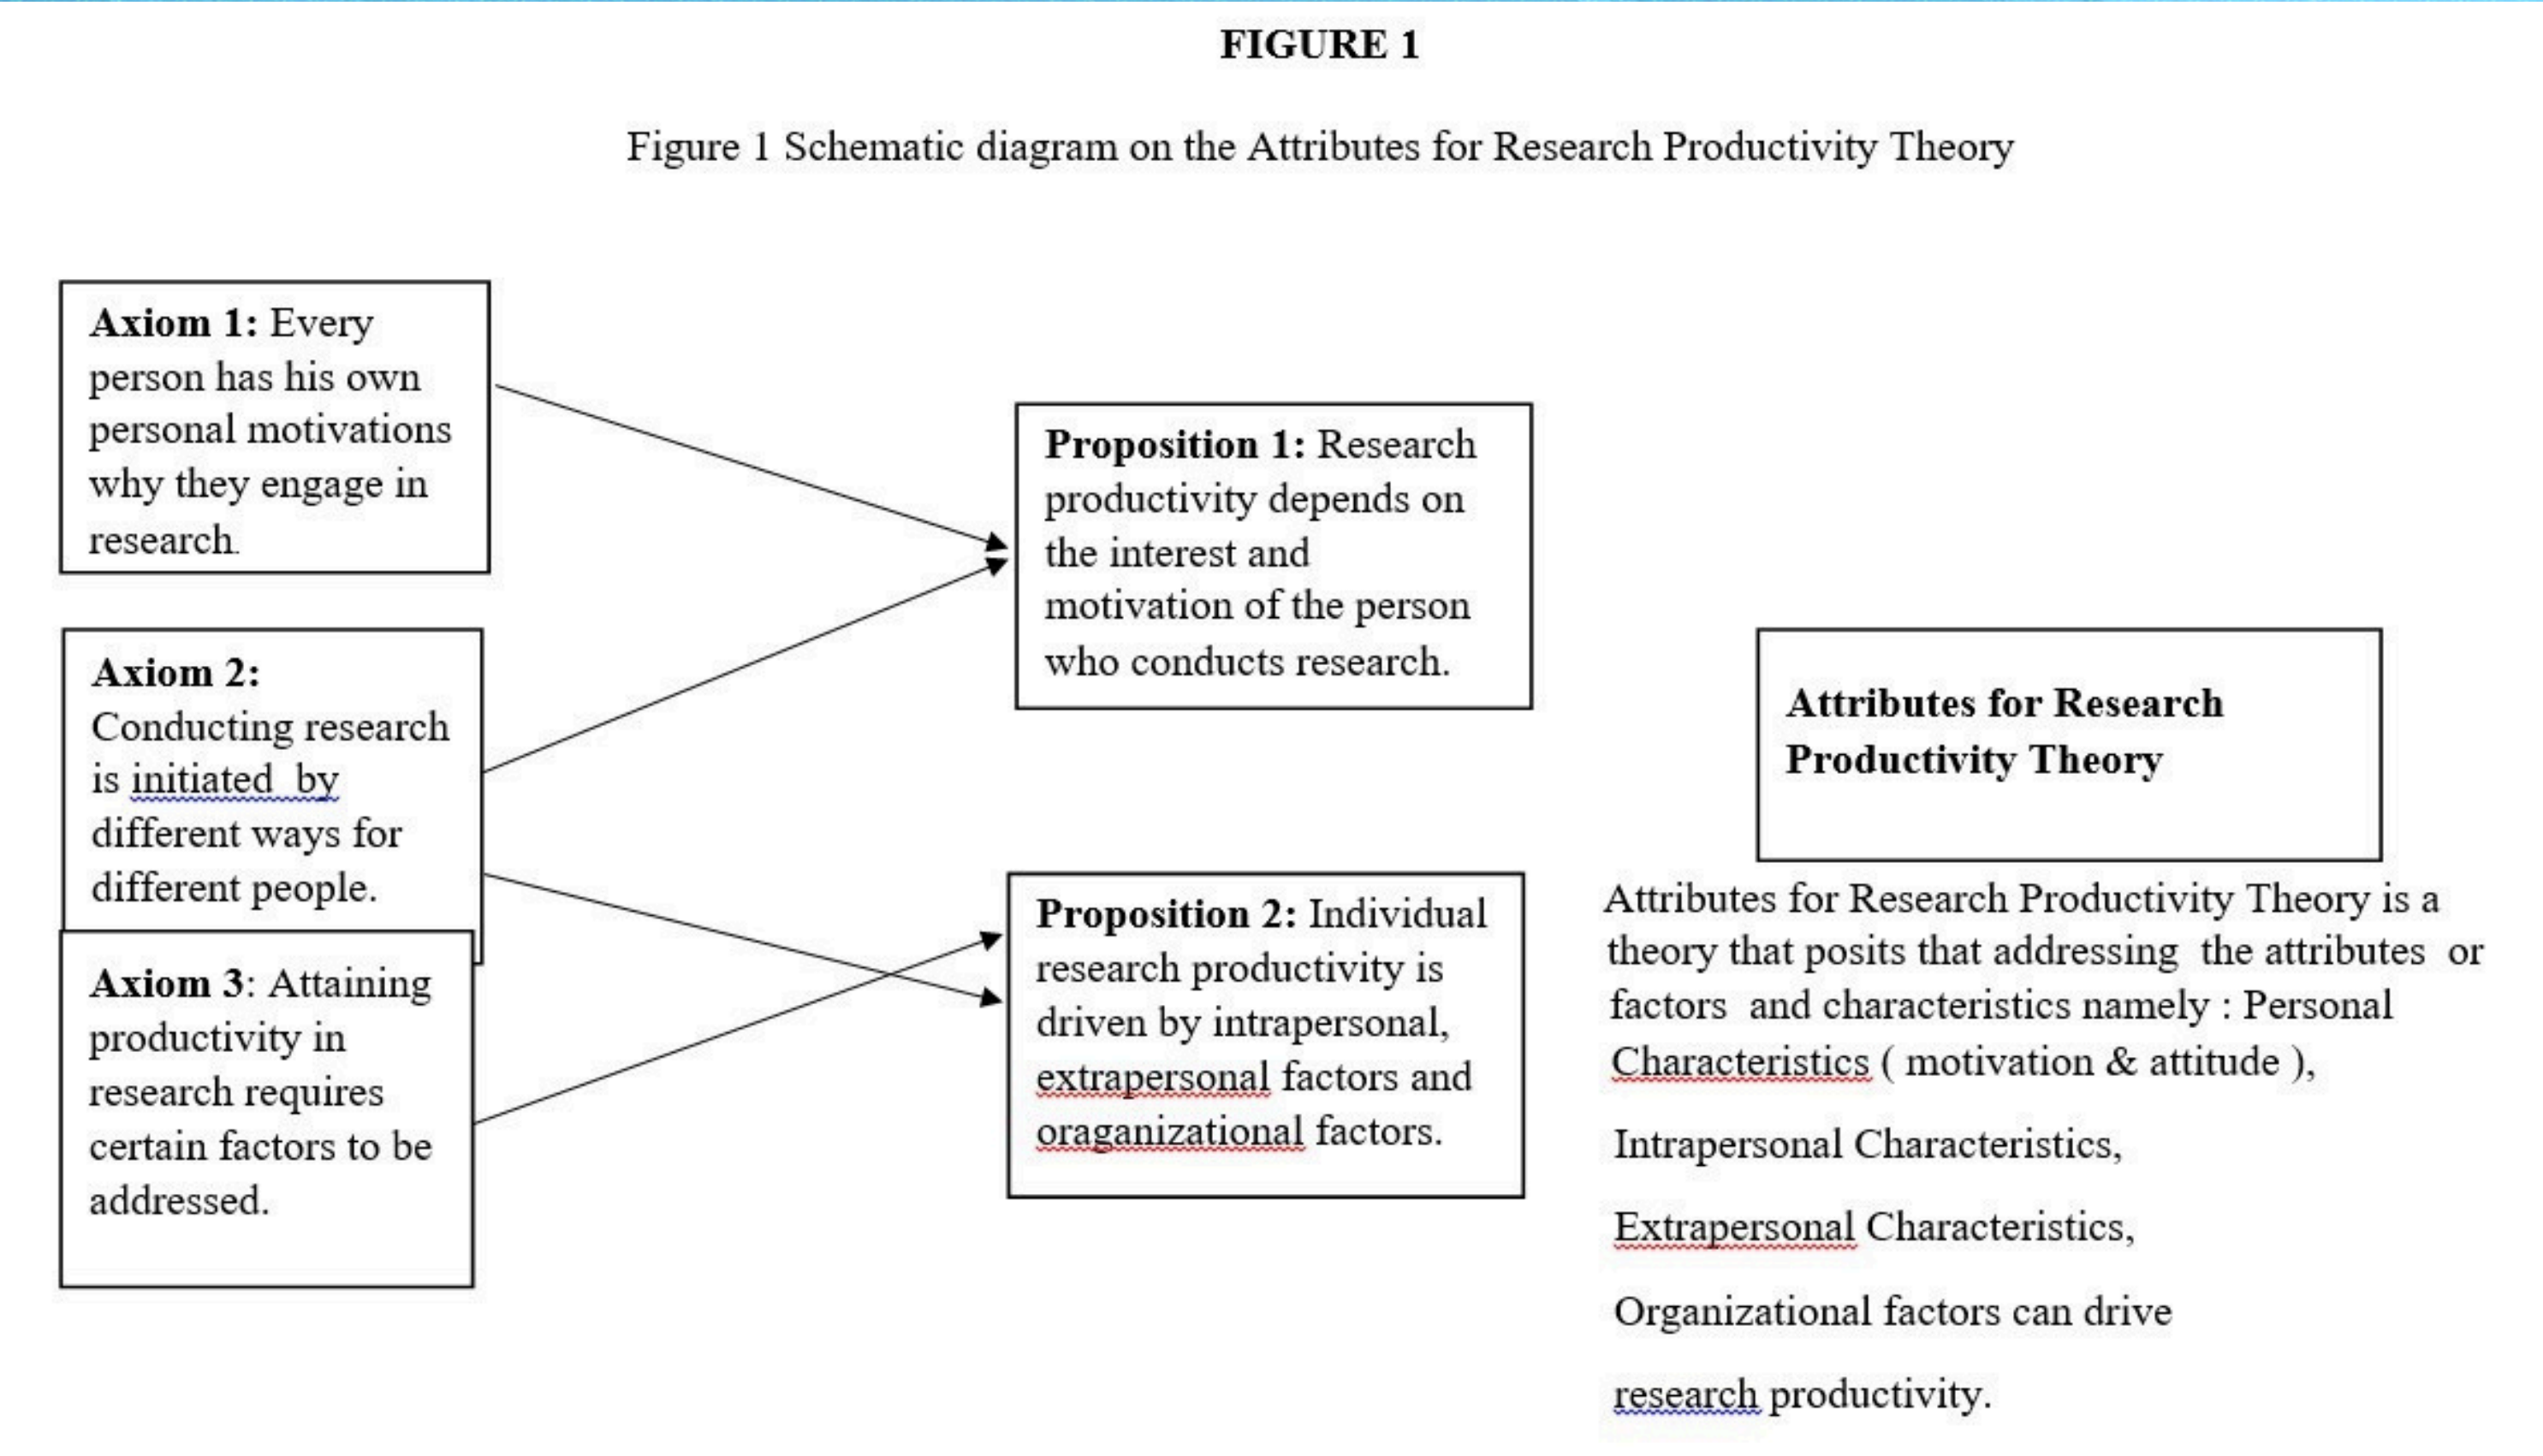 FIGURE 1
Figure 1 Schematic diagram on the Attributes for Research Productivity Theory
Axiom 1: Every
person has his own
personal motivations
why they engage in
research.
Axiom 2:
Conducting research
is initiated  by
different ways for
different people.
Axiom 3: Attaining
productivity in
research requires
certain factors to be
addressed.
Proposition 1: Research
productivity depends on
the interest and
motivation of the person
who conducts research.
Proposition 2: Individual
research productivity is
driven by intrapersonal,
extrapersonal factors and
oraganizational factors.
Attributes for Research
Productivity Theory
Attributes for Research Productivity Theory is a
theory that posits that addressing  the attributes  or
factors  and characteristics namely : Personal
Characteristics ( motivation & attitude ),
Intrapersonal Characteristics,
Extrapersonal Characteristics,
Organizational factors can drive
research productivity.